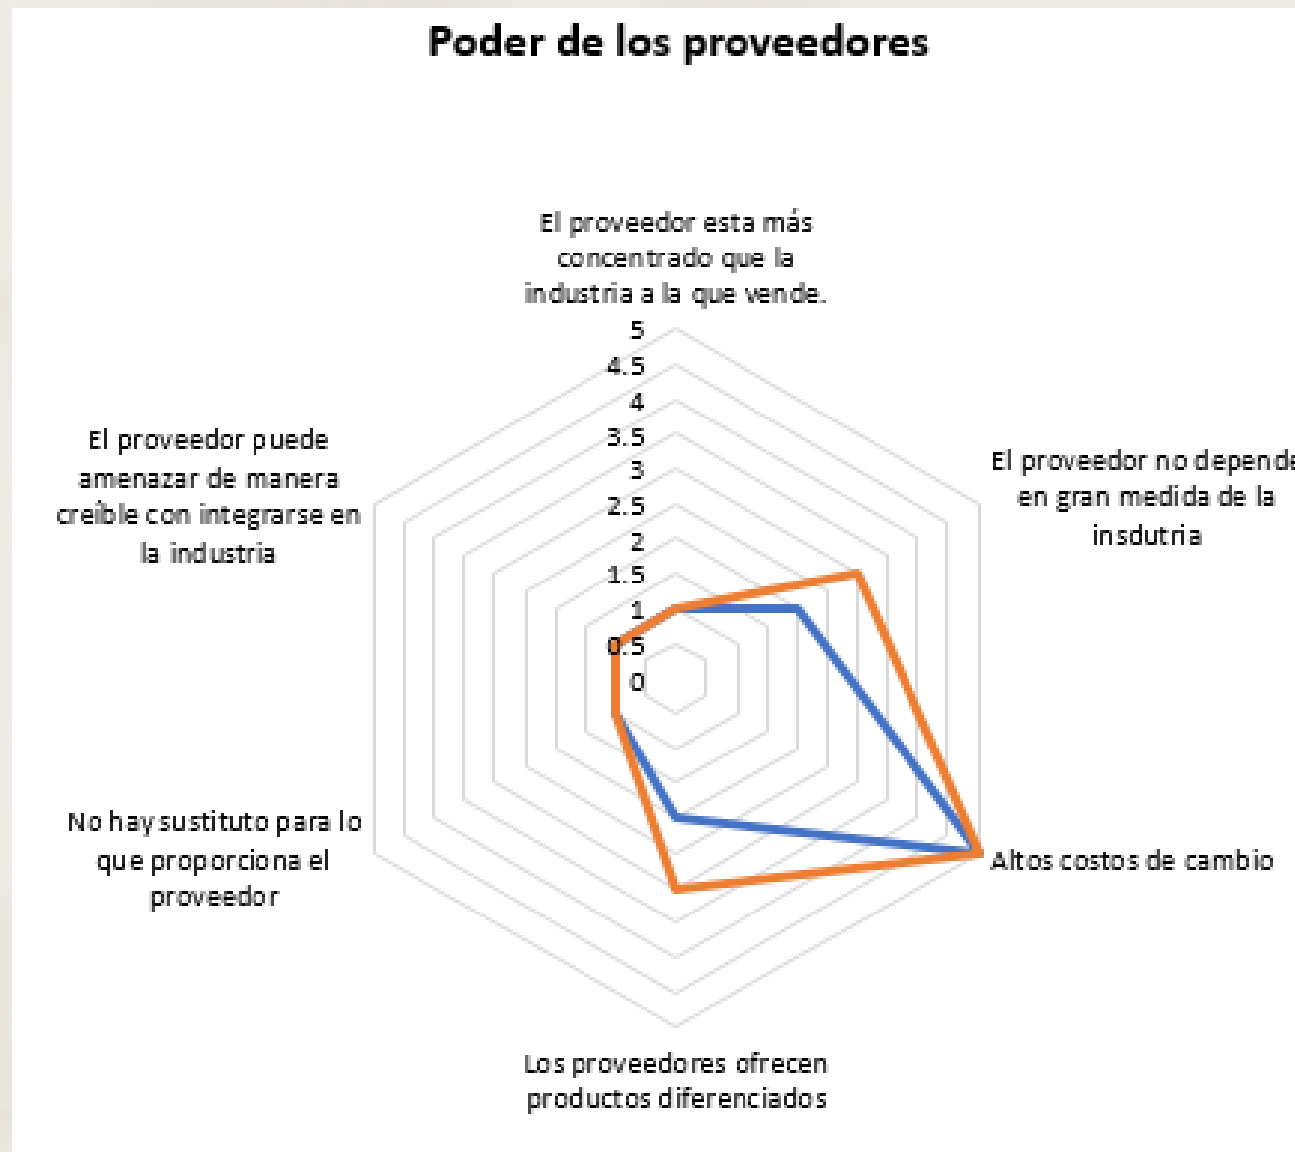 Poder de los proveedores
El proveedor esta más
concentrado que la
industria a la que vende.
5
4.5
4
3.5
3
2.5
2
1.5
1
0.5
0
El proveedor no depende
en gran medida de la
insdutria
Altos costos de cambio
Los proveedores ofrecen
productos diferenciados
No hay sustituto para lo
que proporciona el
proveedor
El proveedor puede
amenazar de manera
creíble con integrarse en
la industria